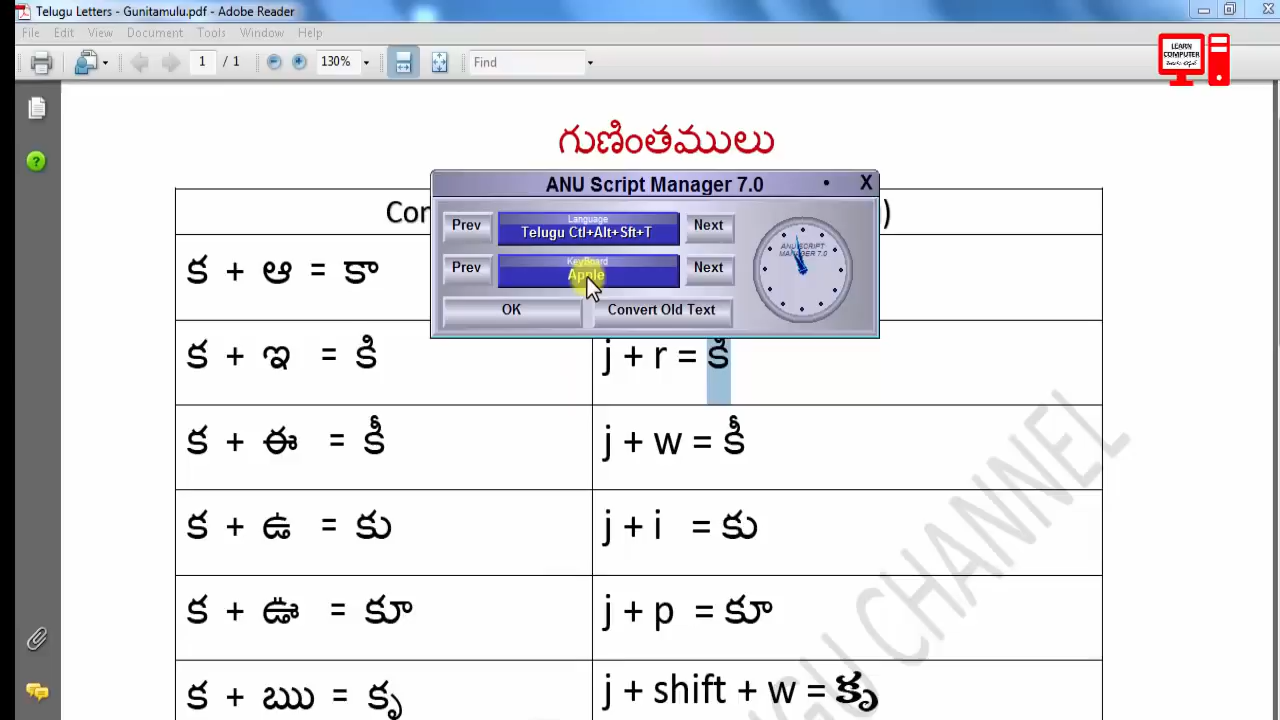 Telugu Letters - Gunitamulu.pdf - Adobe Reader
File Edit View Document Tools Window Help
1 / 1 130% Find
LEARN
COMPUTER
గుణింతములు
ANU Script Manager 7.0 X
Con )
Prev Language Next
Telugu Ctl+Alt+Sft+T
ANU SCRIPT
MANAGER 7.0
Prev KeyBoard Next
Apple
OK Convert Old Text
క + ఆ = కా
క + ఇ = కి j + r = కి
క + ఈ = కీ j + w = కీ
క + ఉ = కు j + i = కు
క + ఊ = కూ j + p = కూ
క + ఋ = కృ j + shift + w = కృ
GU CHANNEL